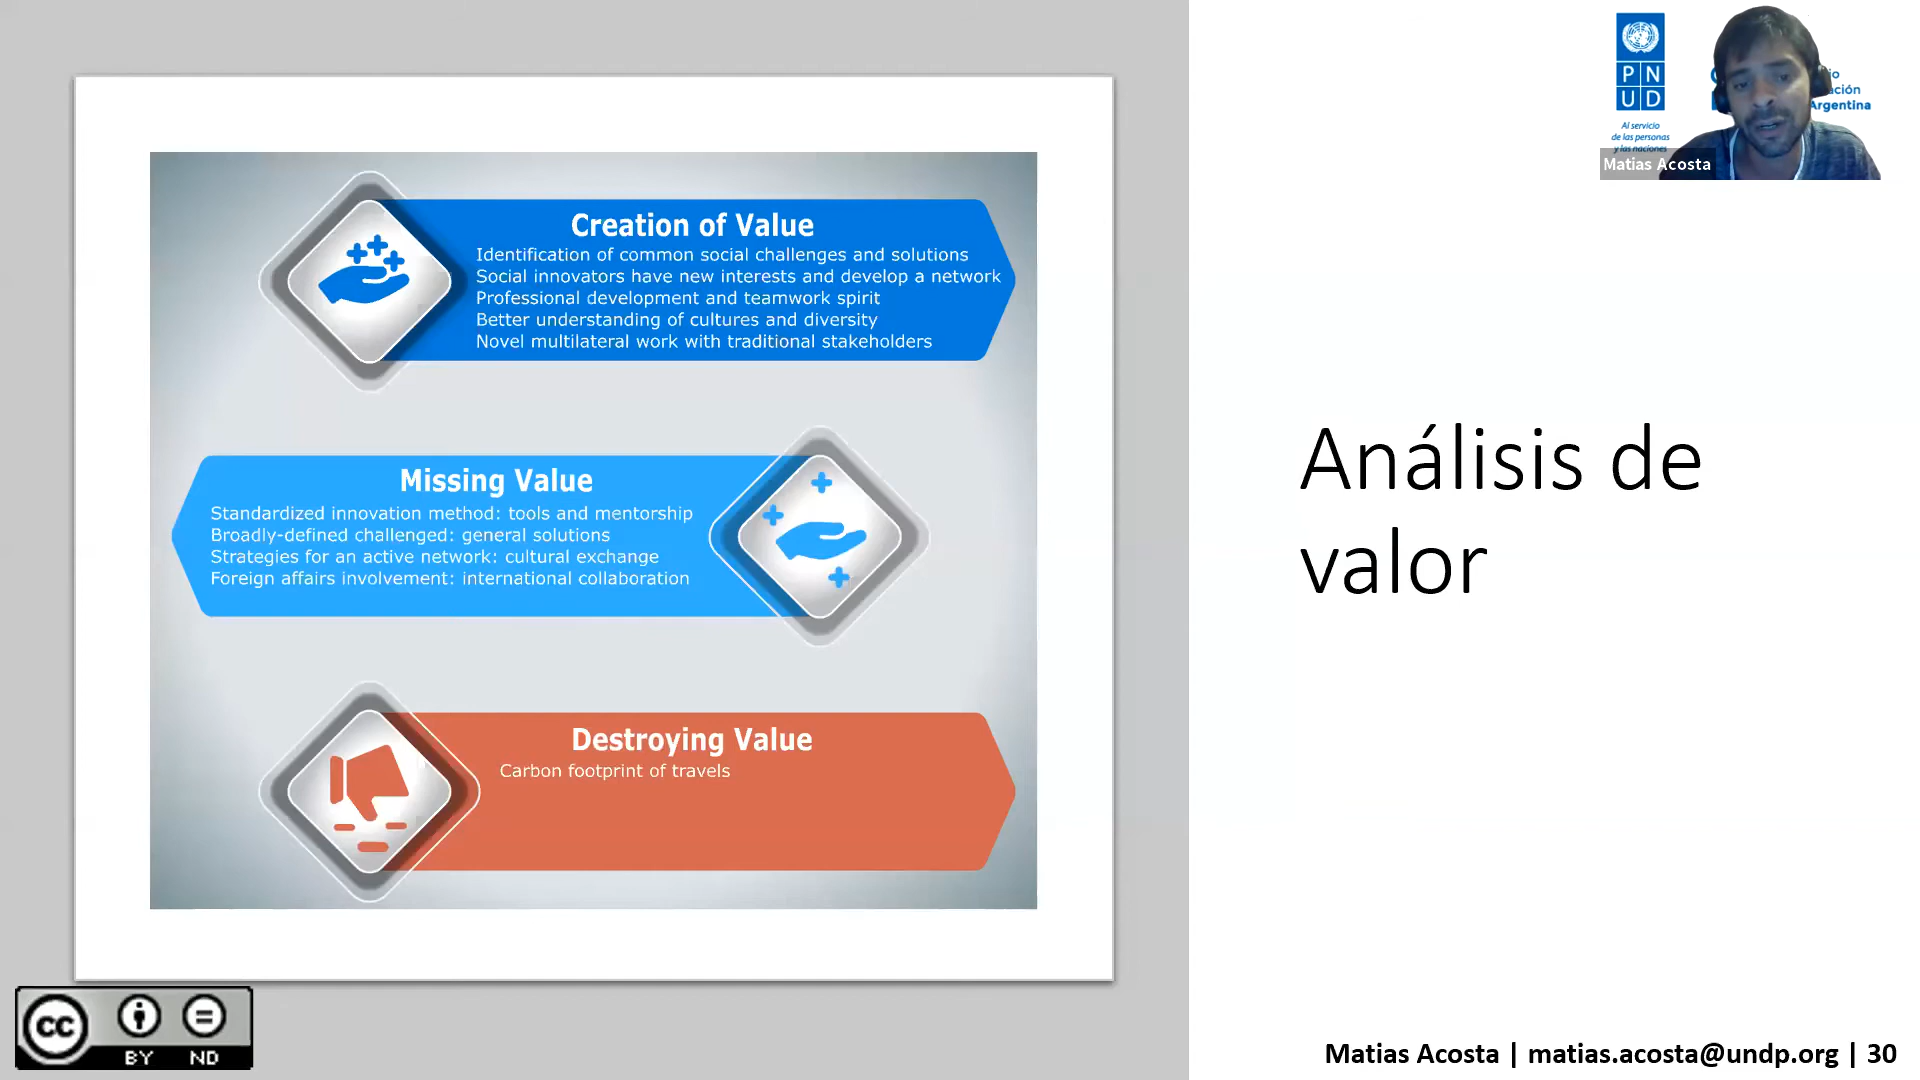 Creation of Value
Identification of common social challenges and solutions
Social innovators have new interests and develop a network
Professional development and teamwork spirit
Better understanding of cultures and diversity
Novel multilateral work with traditional stakeholders
Missing Value
Standardized innovation method: tools and mentorship
Broadly-defined challenged: general solutions
Strategies for an active network: cultural exchange
Foreign affairs involvement: international collaboration
Destroying Value
Carbon footprint of travels
Análisis de
valor
P N
U D
Al servicio
de las personas
y las naciones
Argentina
Matias Acosta
CC
BY ND
Matias Acosta | matias.acosta@undp.org | 30